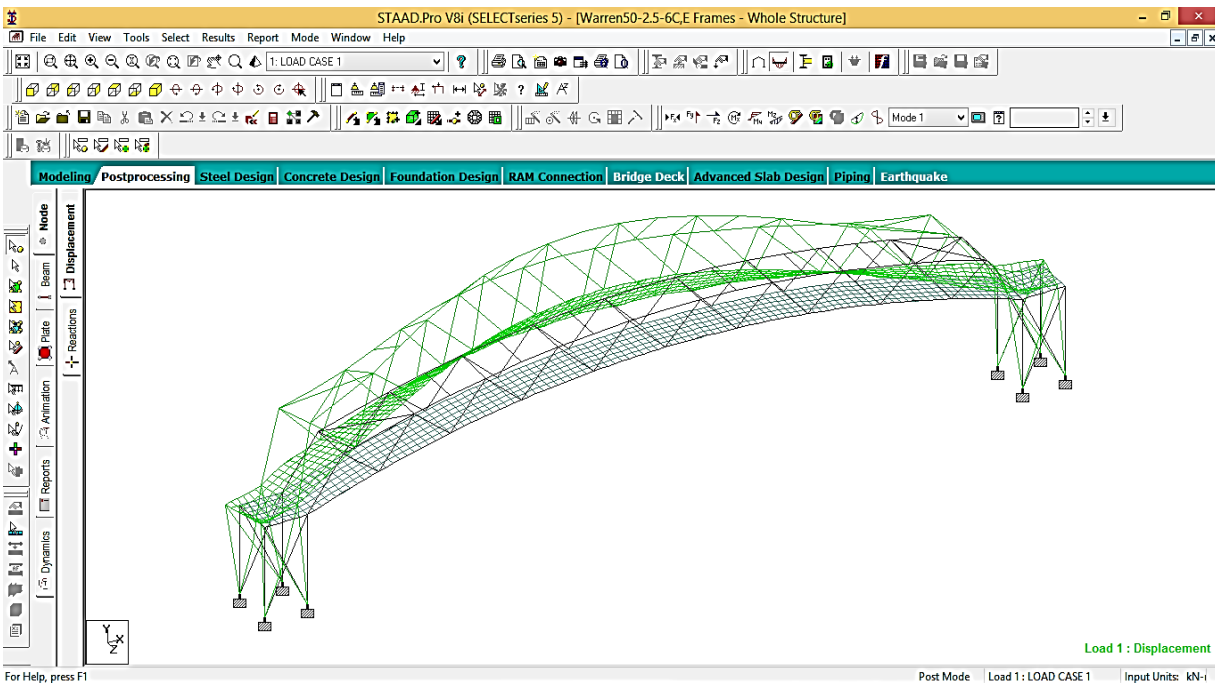 STAAD.Pro V8i (SELECTseries 5) - [Warren50-2.5-6C,E Frames - Whole Structure]
File Edit View Tools Select Results Report Mode Window Help
1: LOAD CASE 1
Mode 1
Modeling Postprocessing Steel Design Concrete Design Foundation Design RAM Connection Bridge Deck Advanced Slab Design Piping Earthquake
Node
Beam
Plate
Animation
Reports
Dynamics
Displacement
Reactions
Y
X
Z
Load 1 : Displacement
For Help, press F1
Post Mode
Load 1 : LOAD CASE 1
Input Units: kN-